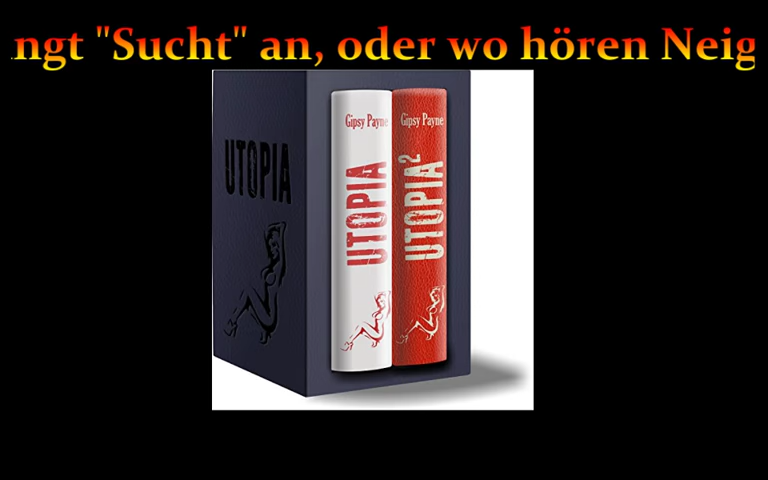 ngt "Sucht" an, oder wo hören Neig
Gipsy Payne
Gipsy Payne
UTOPIA
UTOPIA
UTOPIA²